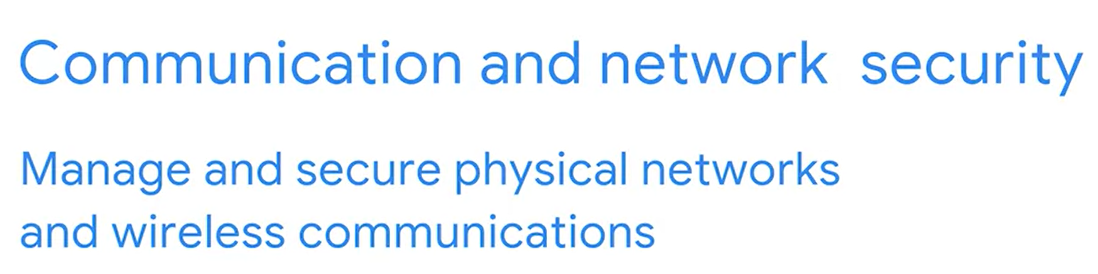 Communication and network security
Manage and secure physical networks
and wireless communications